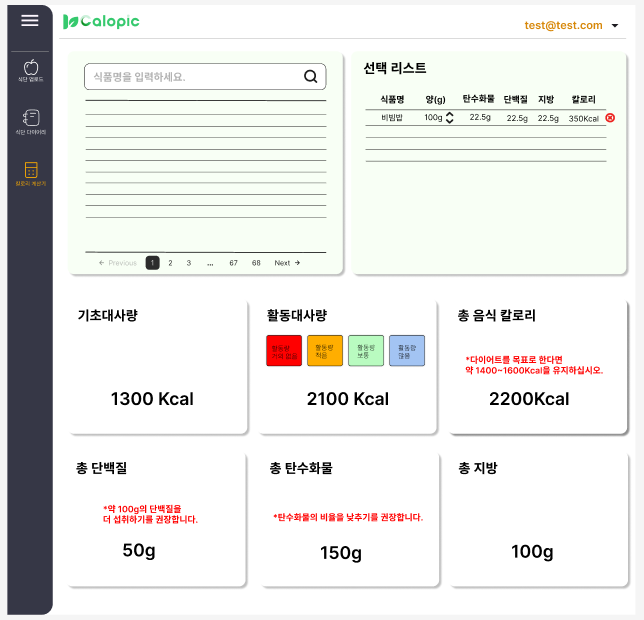 Calopic
test@test.com
식단 업로드
식단 다이어리
칼로리 계산기
식품명을 입력하세요.
← Previous 1 2 3 ... 67 68 Next →
선택 리스트
식품명 양(g) 탄수화물 단백질 지방 칼로리
비빔밥 100g 22.5g 22.5g 22.5g 350Kcal
기초대사량
1300 Kcal
활동대사량
활동량
거의 없음
활동량
적음
활동량
보통
활동량
많음
2100 Kcal
총 음식 칼로리
*다이어트를 목표로 한다면
약 1400~1600Kcal을 유지하십시오.
2200Kcal
총 단백질
*약 100g의 단백질을
더 섭취하기를 권장합니다.
50g
총 탄수화물
*탄수화물의 비율을 낮추기를 권장합니다.
150g
총 지방
100g